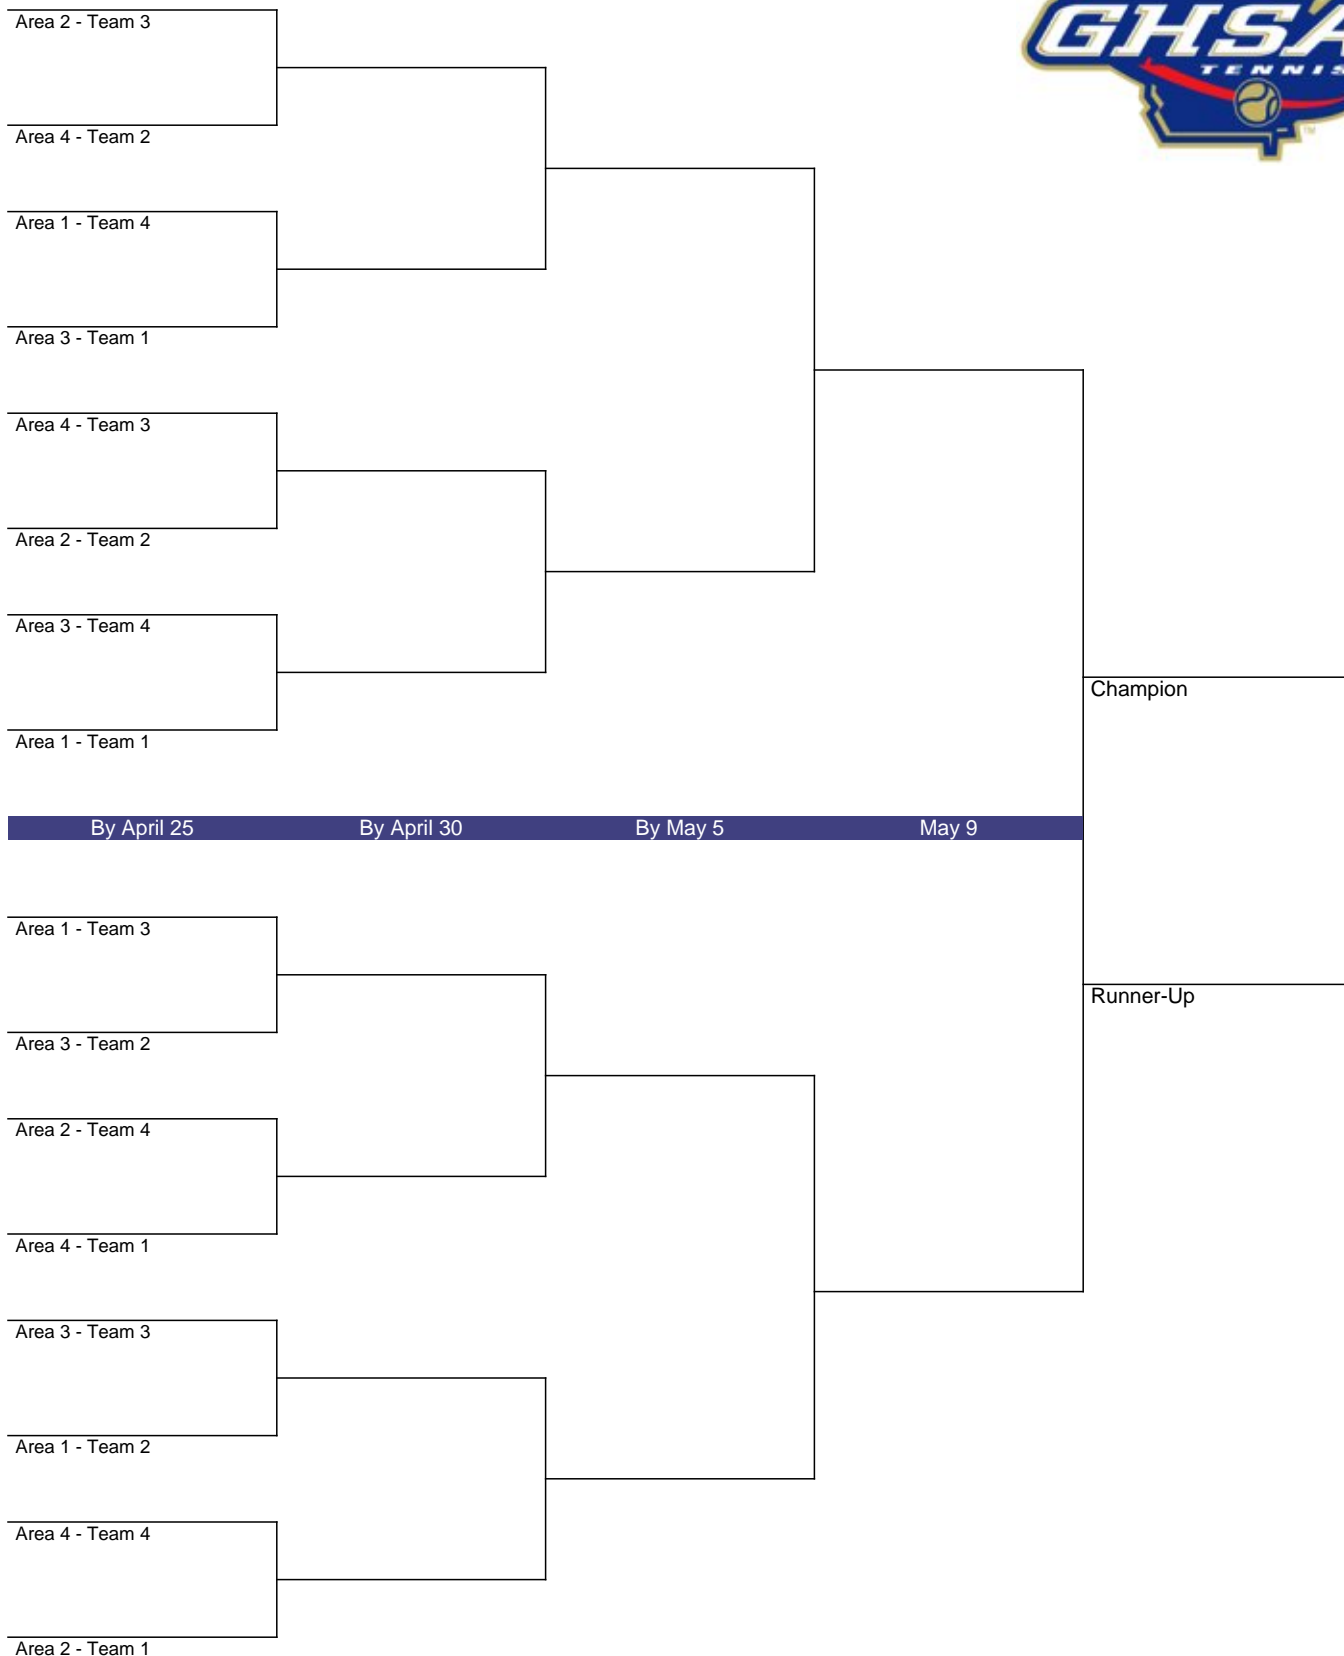 Area 2 - Team 3
GHSA
TENNIS
TM
Area 4 - Team 2
Area 1 - Team 4
Area 3 - Team 1
Area 4 - Team 3
Area 2 - Team 2
Area 3 - Team 4
Champion
Area 1 - Team 1
By April 25 By April 30 By May 5 May 9
Area 1 - Team 3
Runner-Up
Area 3 - Team 2
Area 2 - Team 4
Area 4 - Team 1
Area 3 - Team 3
Area 1 - Team 2
Area 4 - Team 4
Area 2 - Team 1